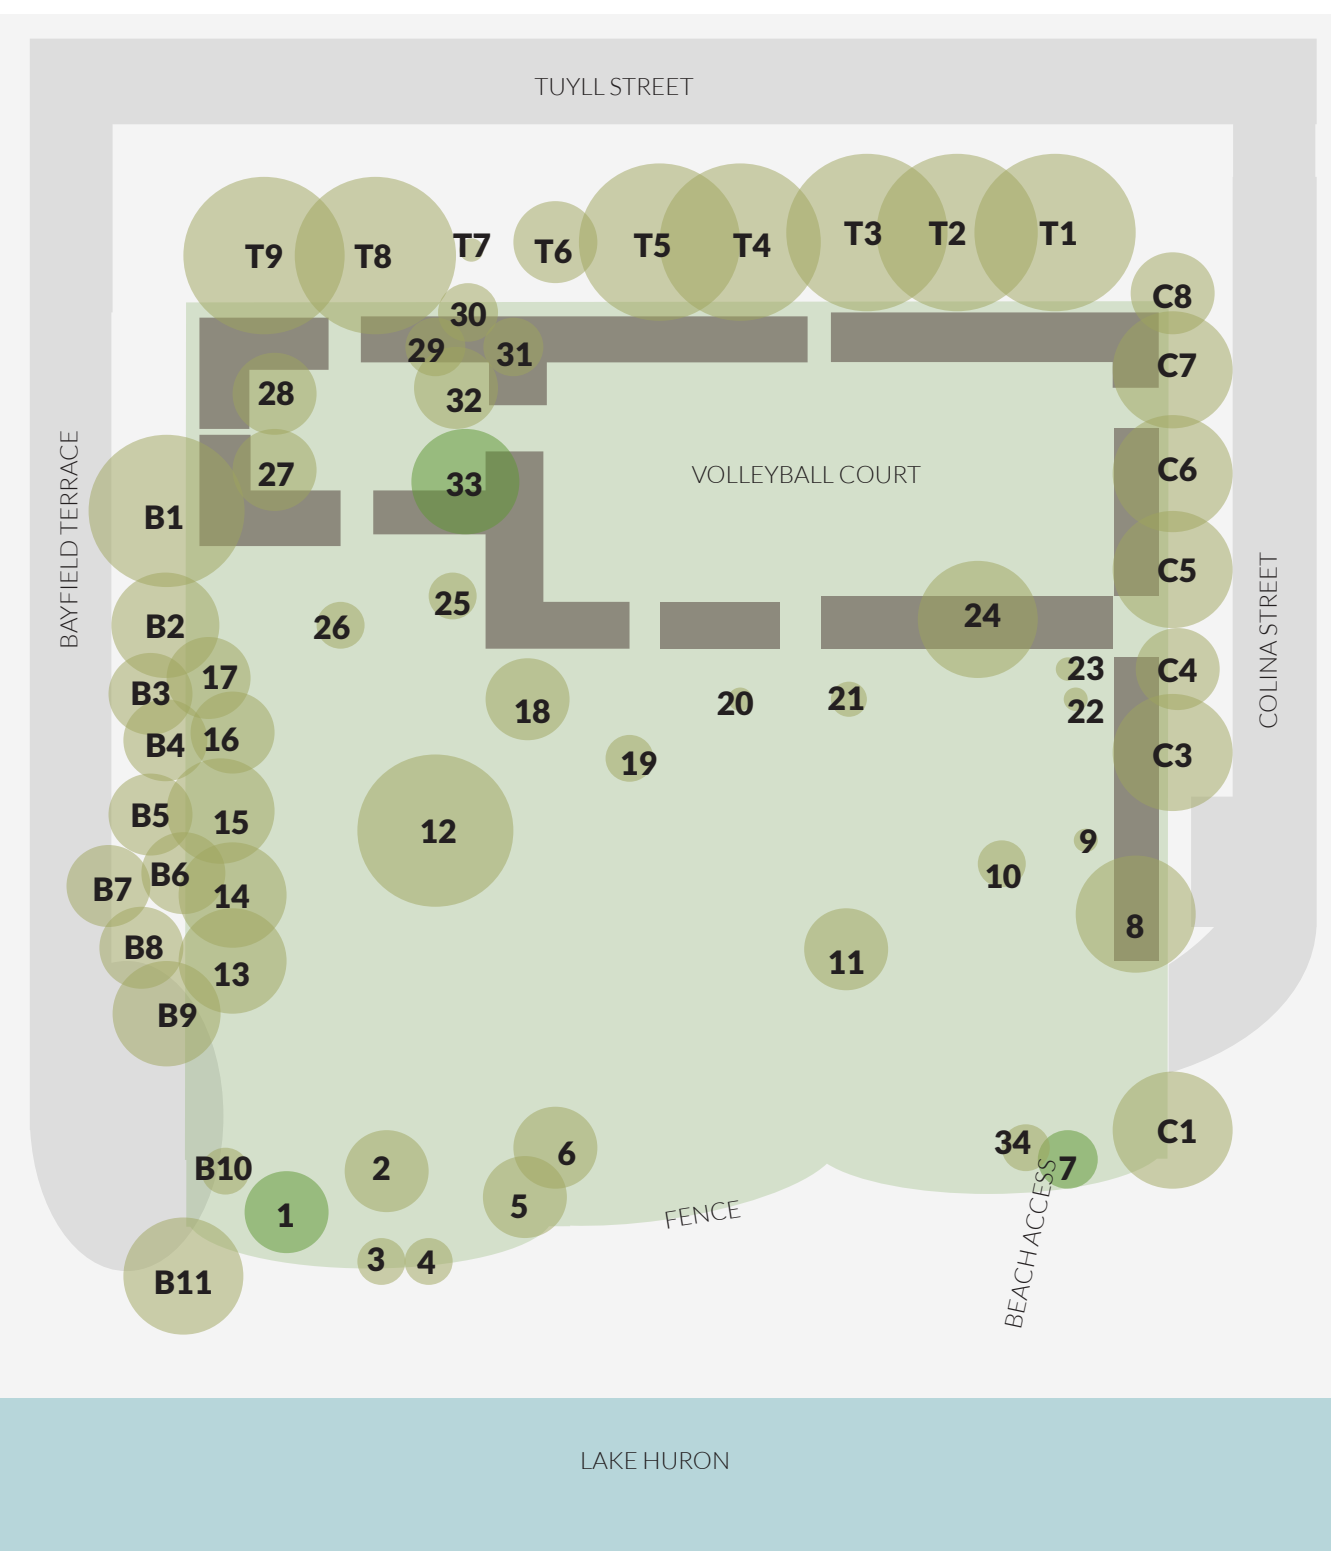 TUYLL STREET
T9
T8
T7
T6
T5
T4
T3
T2
T1
C8
30
29
31
C7
28
32
27
33
VOLLEYBALL COURT
C6
B1
BAYFIELD TERRACE
C5
COLINA STREET
25
24
B2
26
17
23
C4
B3
18
20
21
22
B4
16
19
C3
B5
15
12
9
B6
10
B7
14
8
B8
11
13
B9
34
C1
B10
2
6
7
1
5
FENCE
BEACH ACCESS
3
4
B11
LAKE HURON